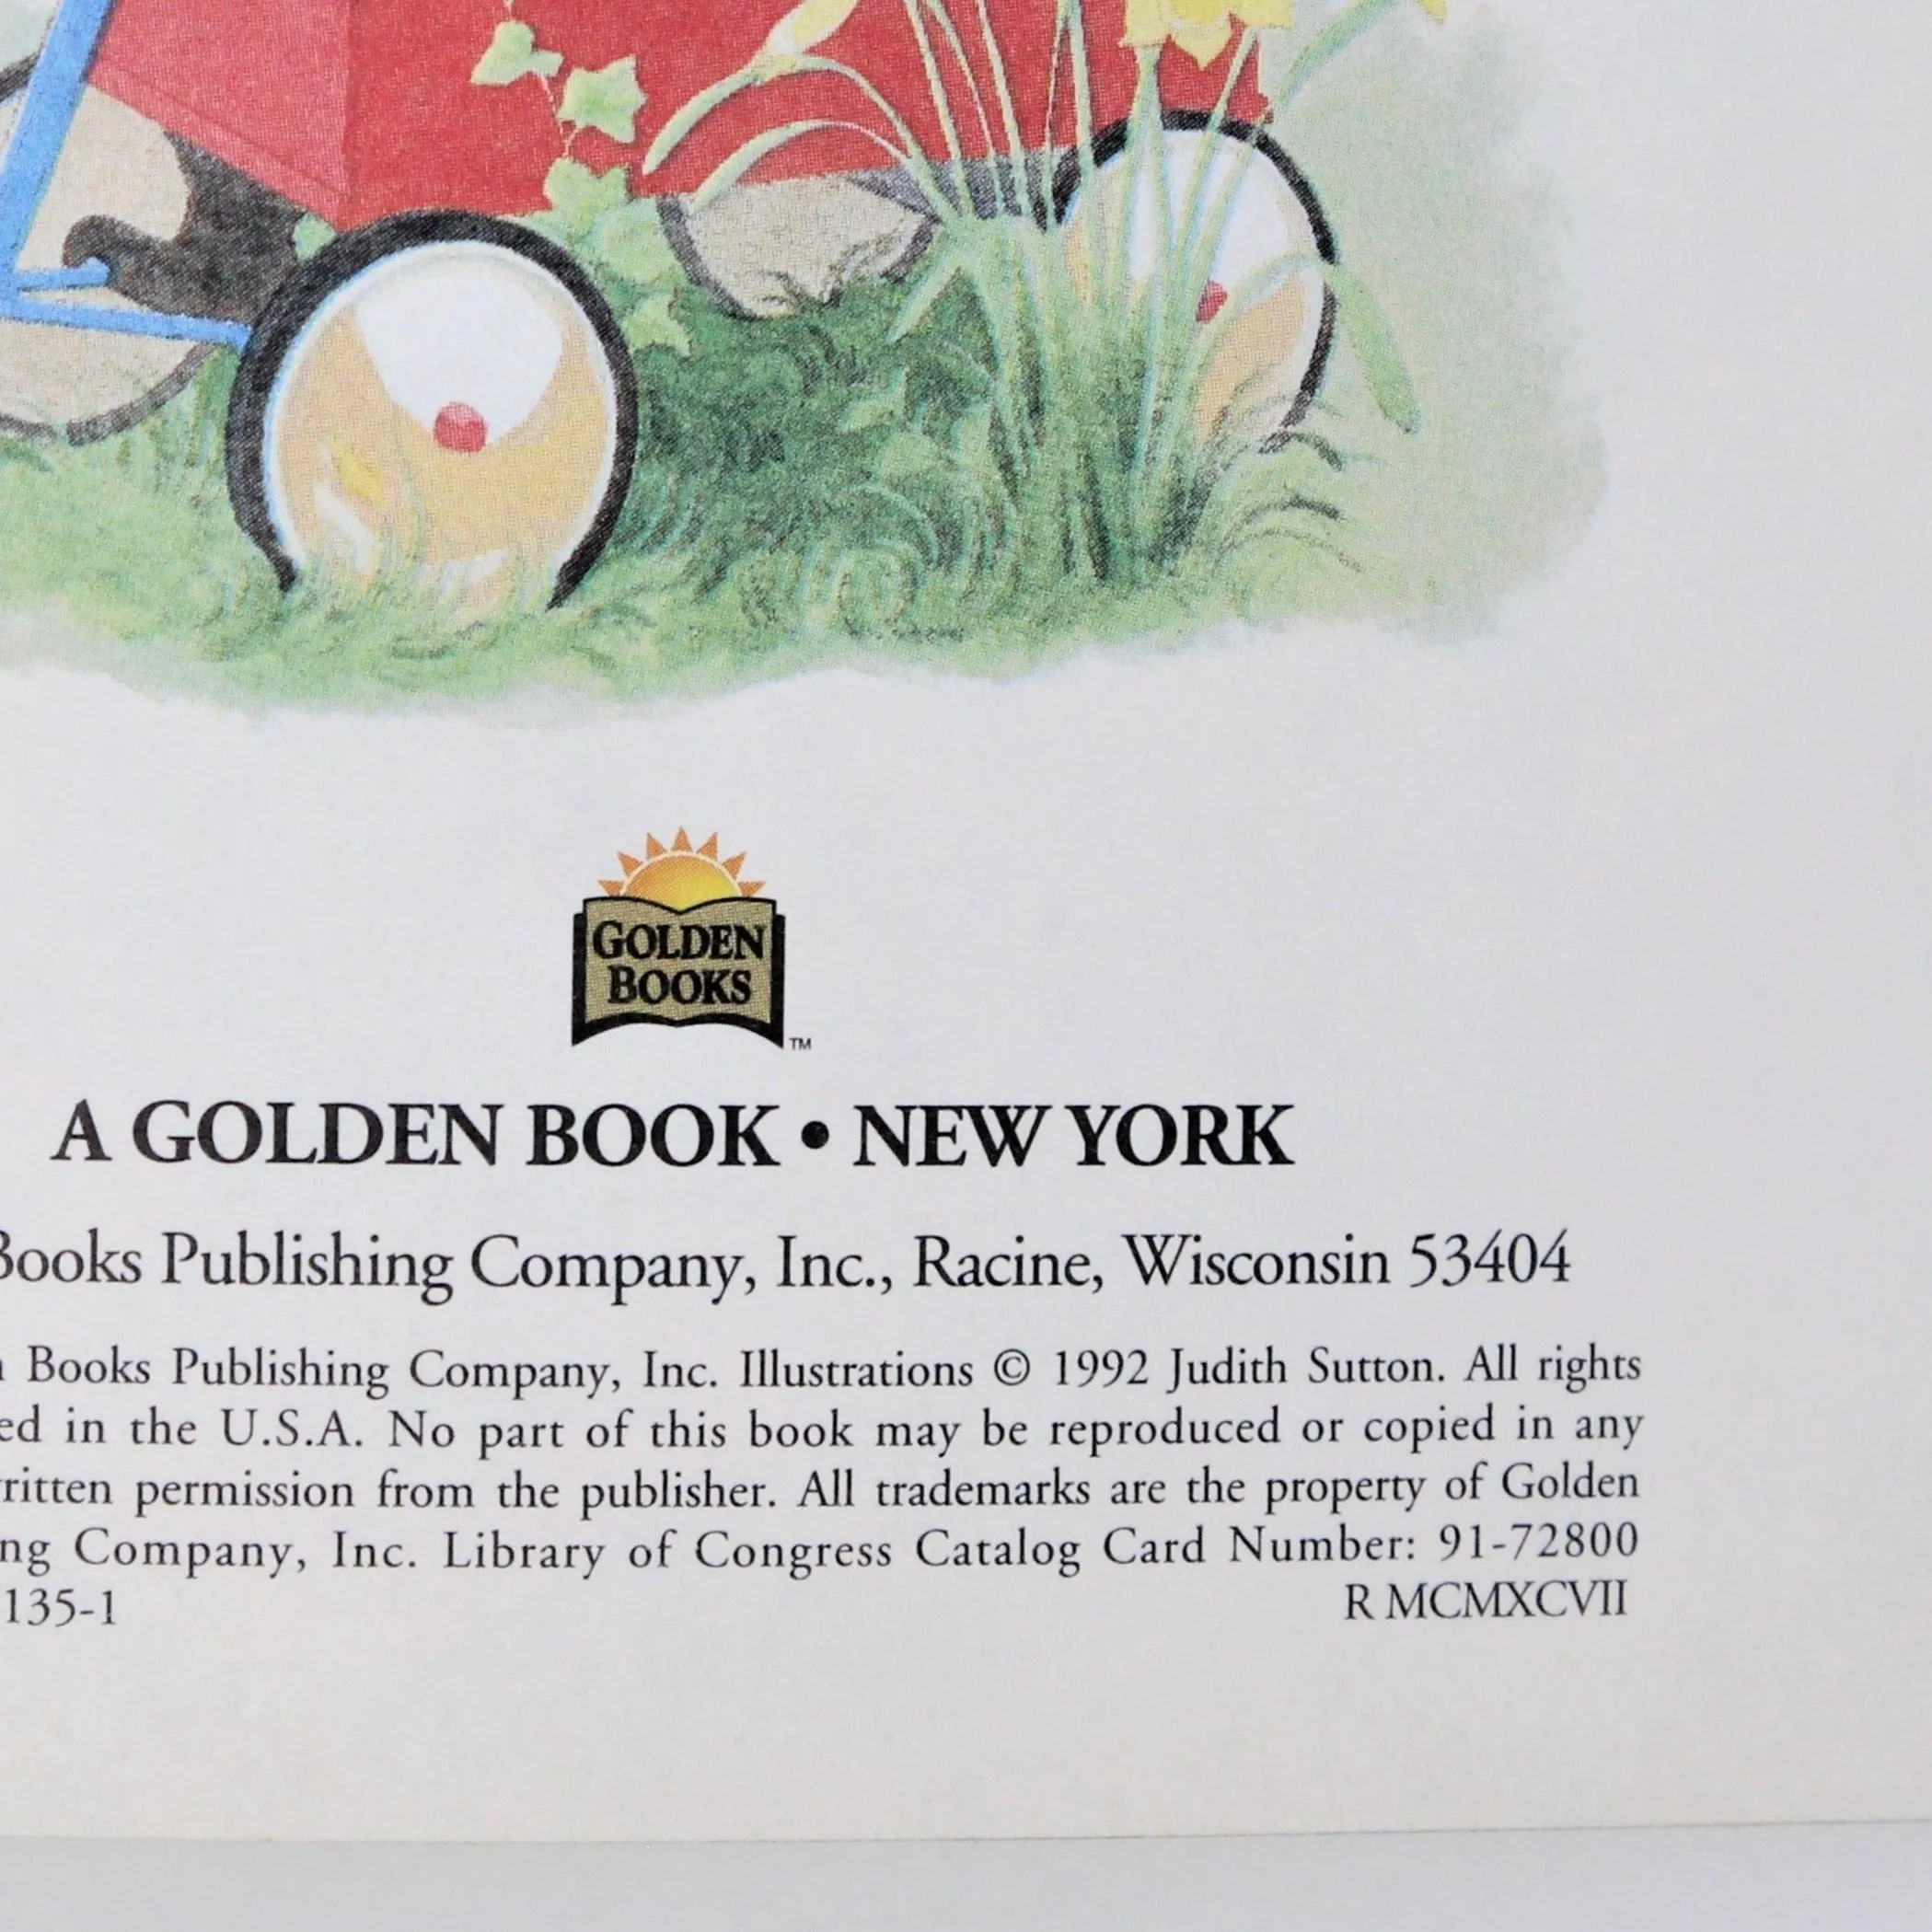 GOLDEN
BOOKS
TM
A GOLDEN BOOK • NEW YORK
Books Publishing Company, Inc., Racine, Wisconsin 53404
Books Publishing Company, Inc. Illustrations © 1992 Judith Sutton. All rights
in the U.S.A. No part of this book may be reproduced or copied in any
permission from the publisher. All trademarks are the property of Golden
Company, Inc. Library of Congress Catalog Card Number: 91-72800
135-1 R MCMXCVII